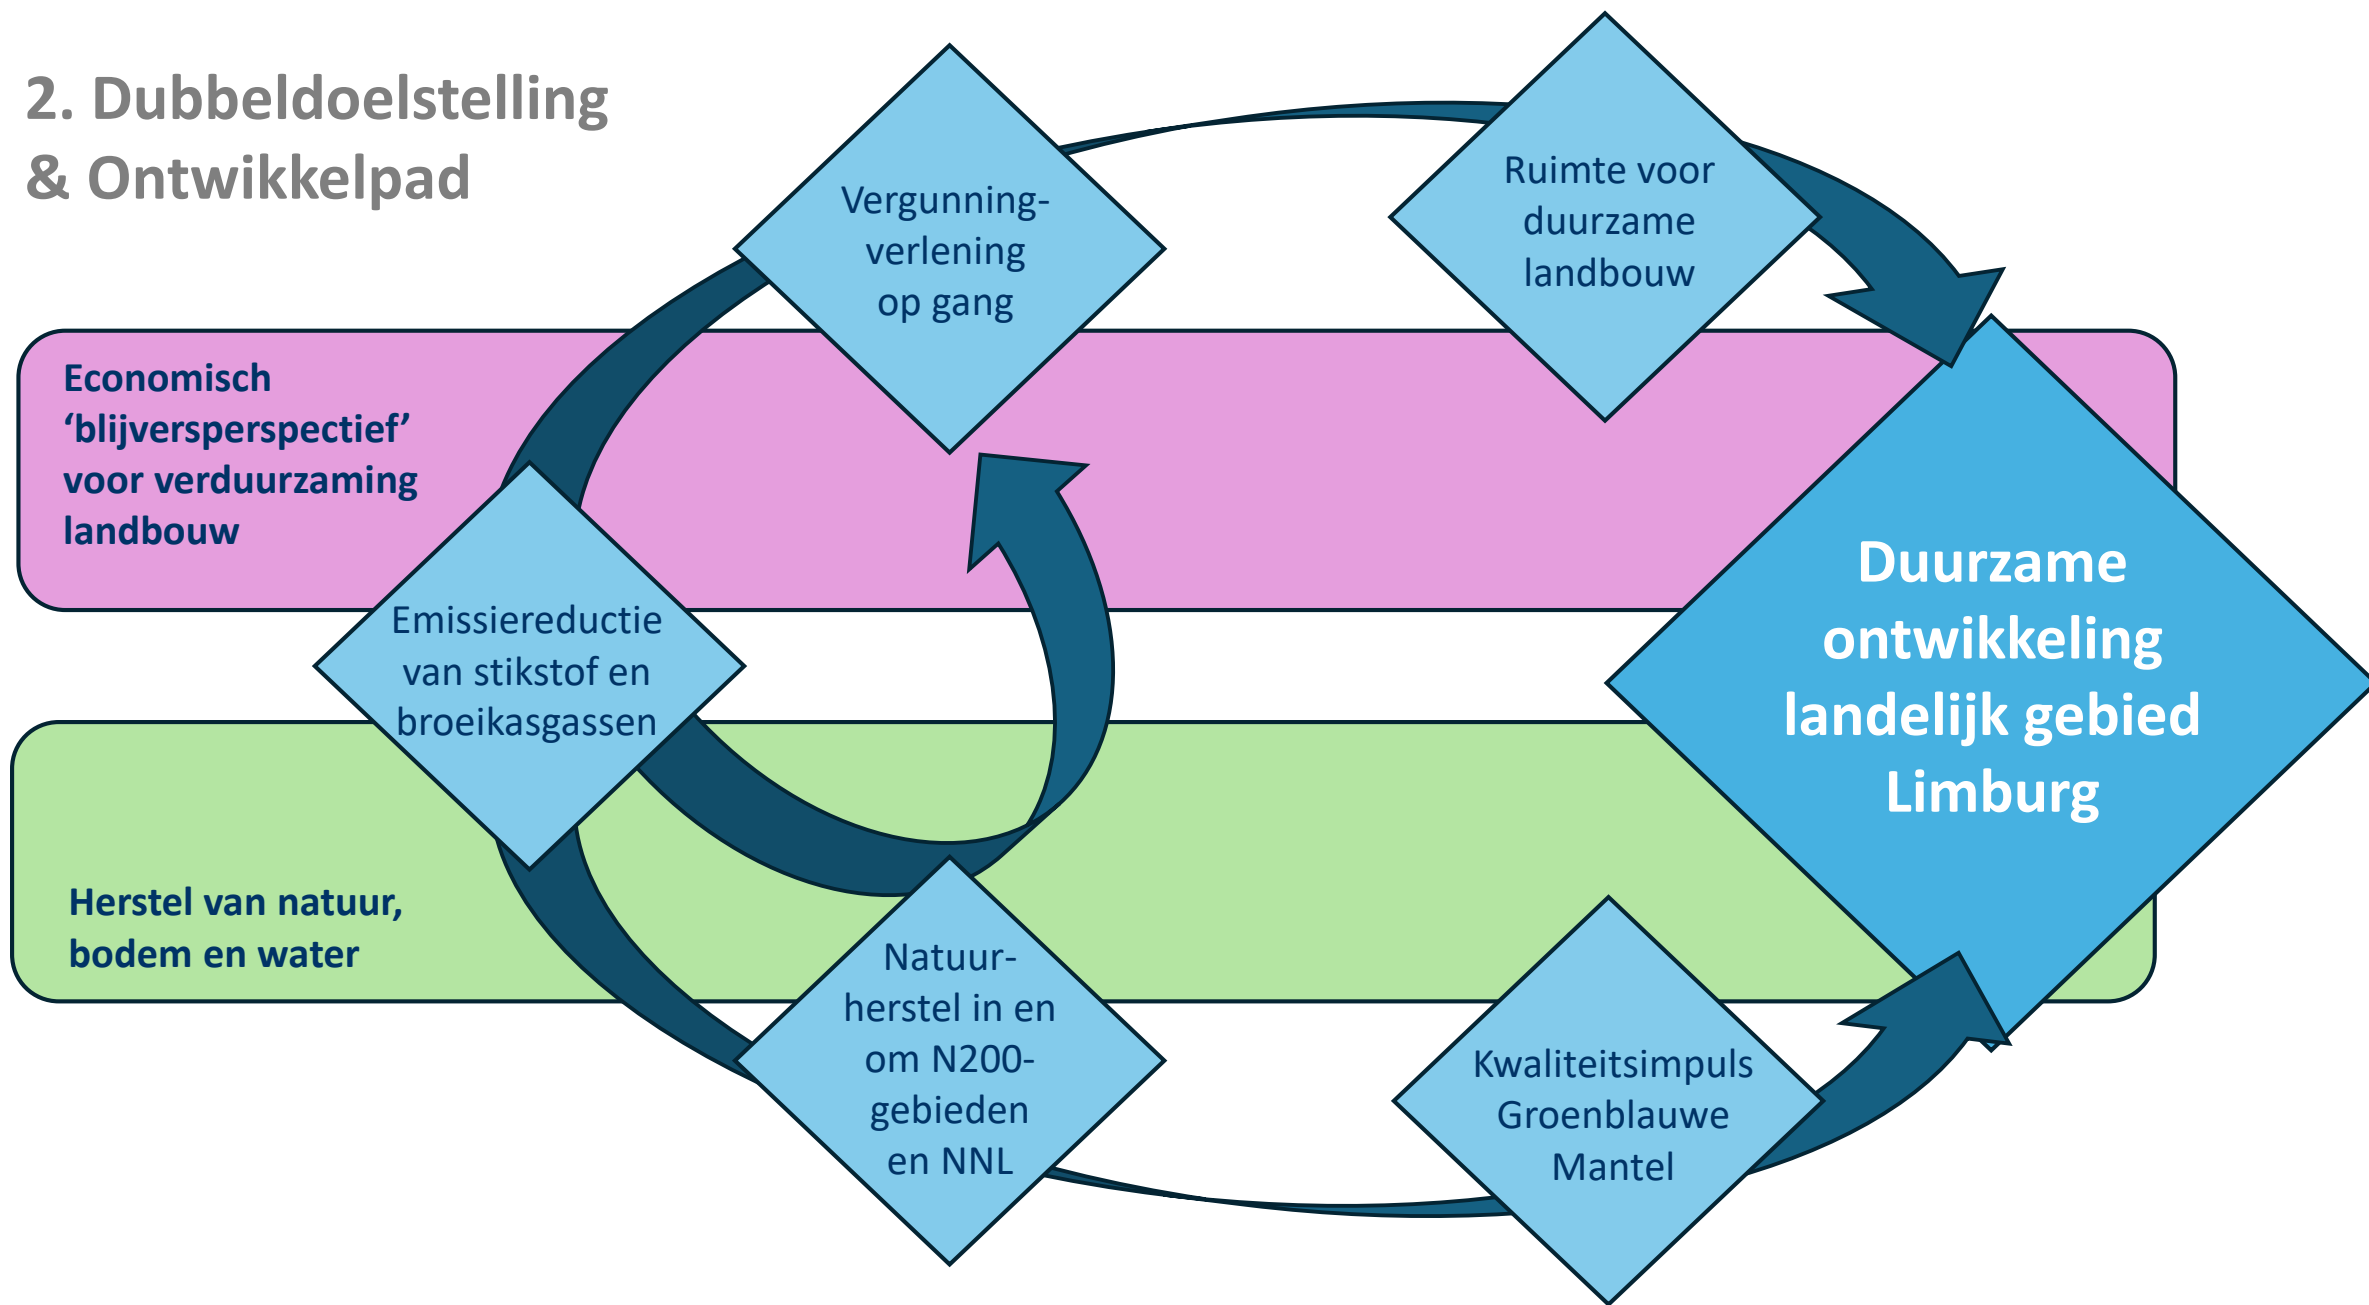 2. Dubbeldoelstelling
& Ontwikkelpad
Vergunning-
verlening
op gang
Ruimte voor
duurzame
landbouw
Economisch
‘blijversperspectief’
voor verduurzaming
landbouw
Emissiereductie
van stikstof en
broeikasgassen
Duurzame
ontwikkeling
landelijk gebied
Limburg
Herstel van natuur,
bodem en water
Natuur-
herstel in en
om N200-
gebieden
en NNL
Kwaliteitsimpuls
Groenblauwe
Mantel